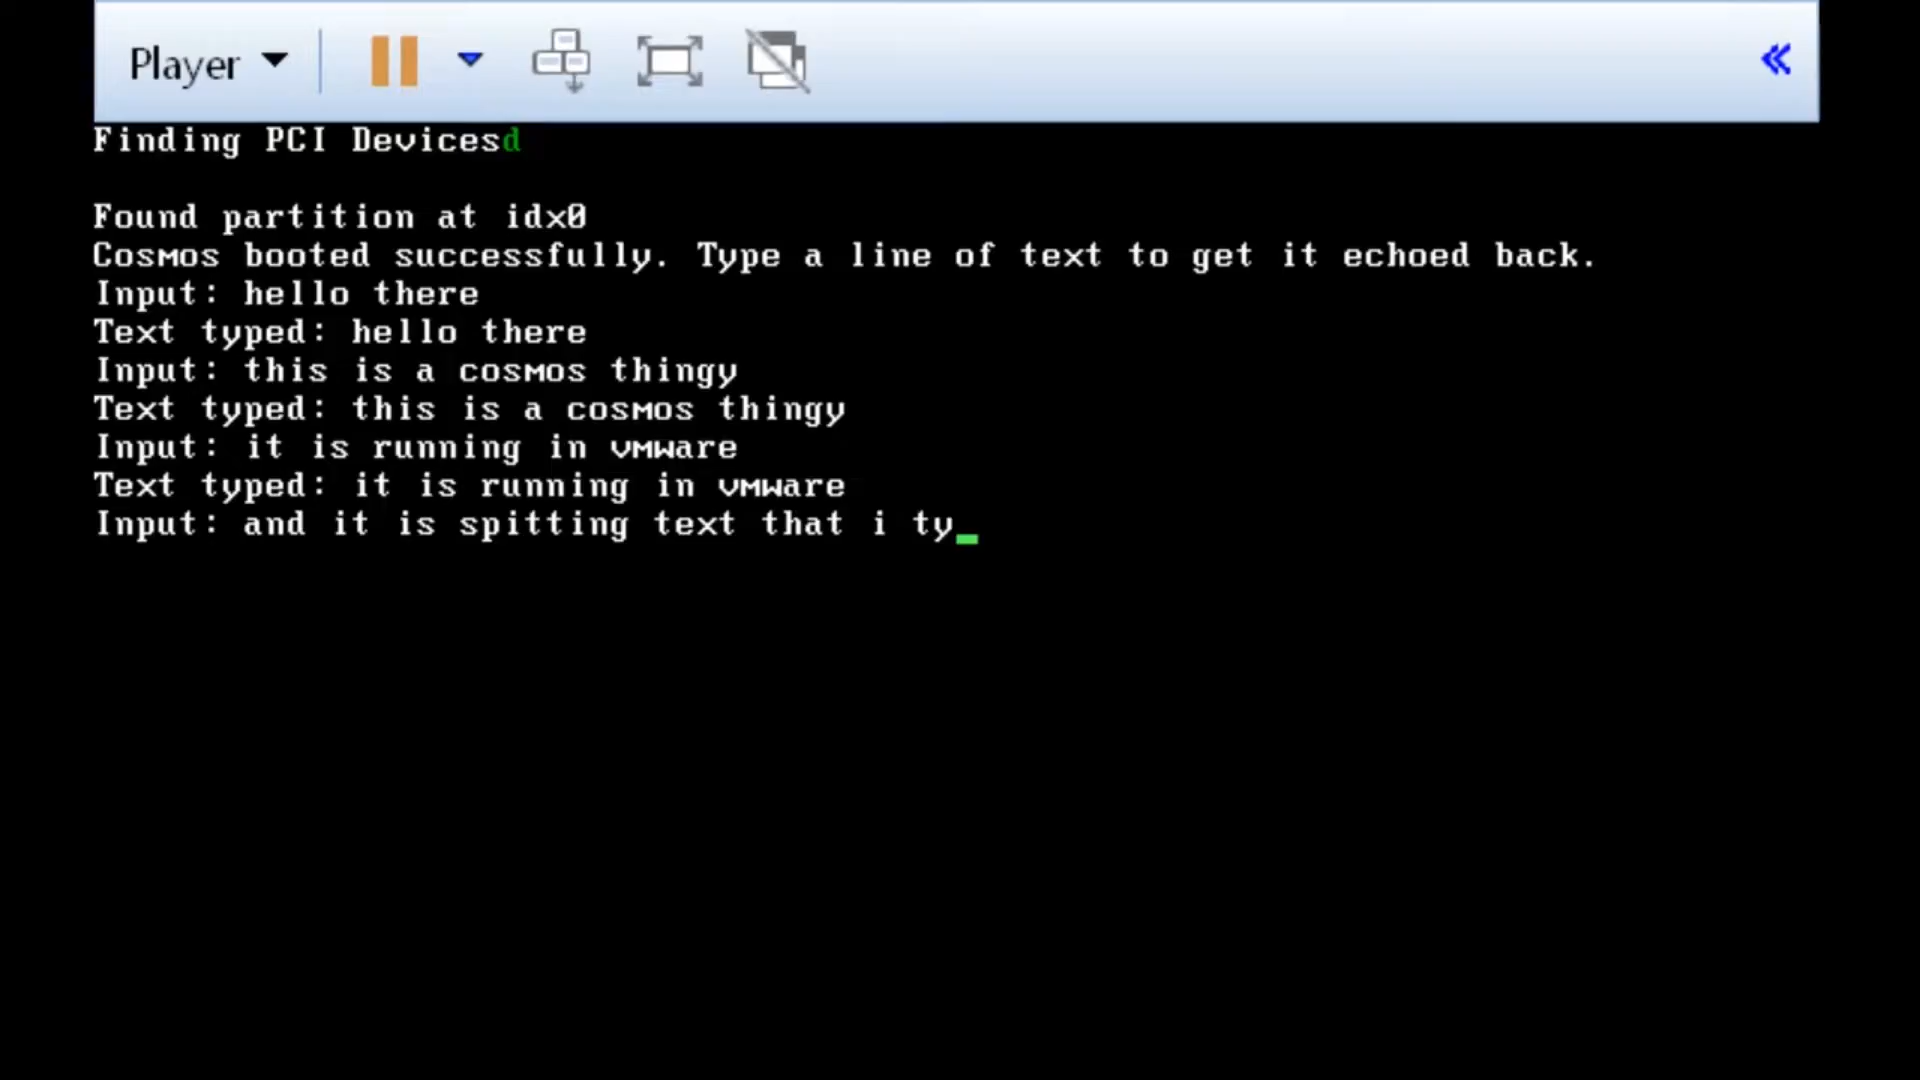 Player
Finding PCI Devicesd
Found partition at idx0
Cosmos booted successfully. Type a line of text to get it echoed back.
Input: hello there
Text typed: hello there
Input: this is a cosmos thingy
Text typed: this is a cosmos thingy
Input: it is running in vmware
Text typed: it is running in vmware
Input: and it is spitting text that i ty_